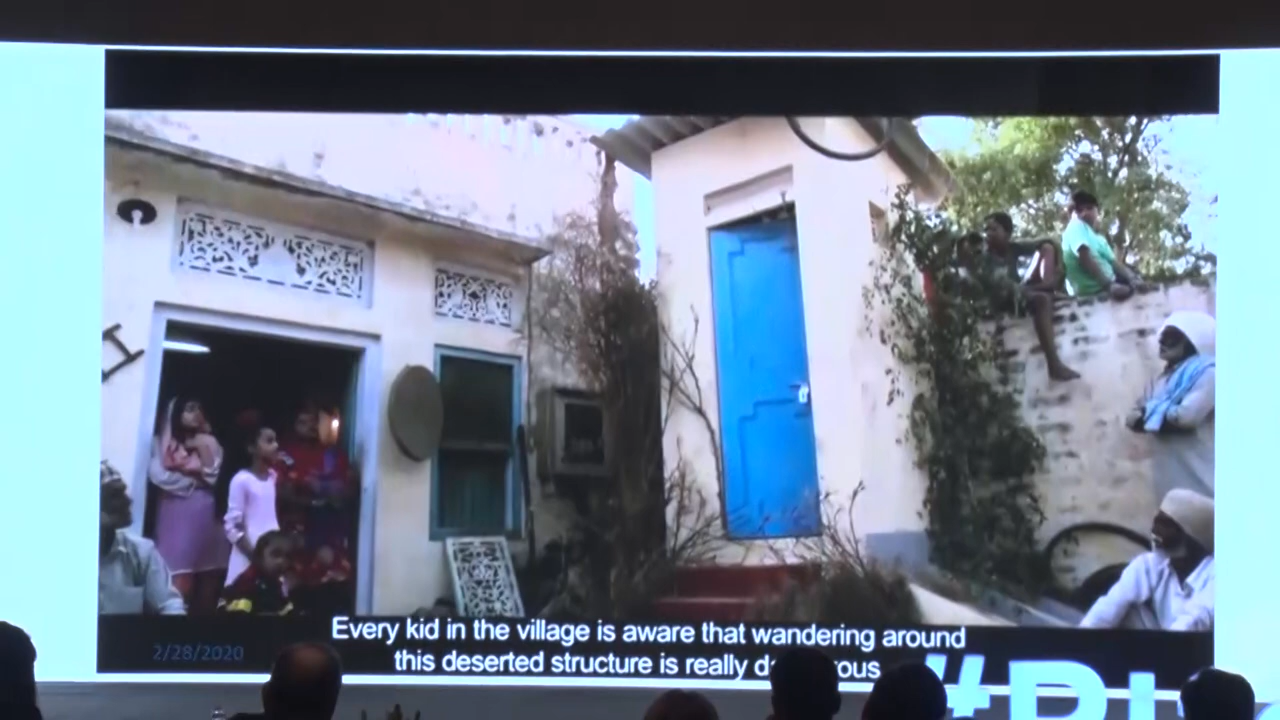 Every kid in the village is aware that wandering around
this deserted structure is really
2/28/2020